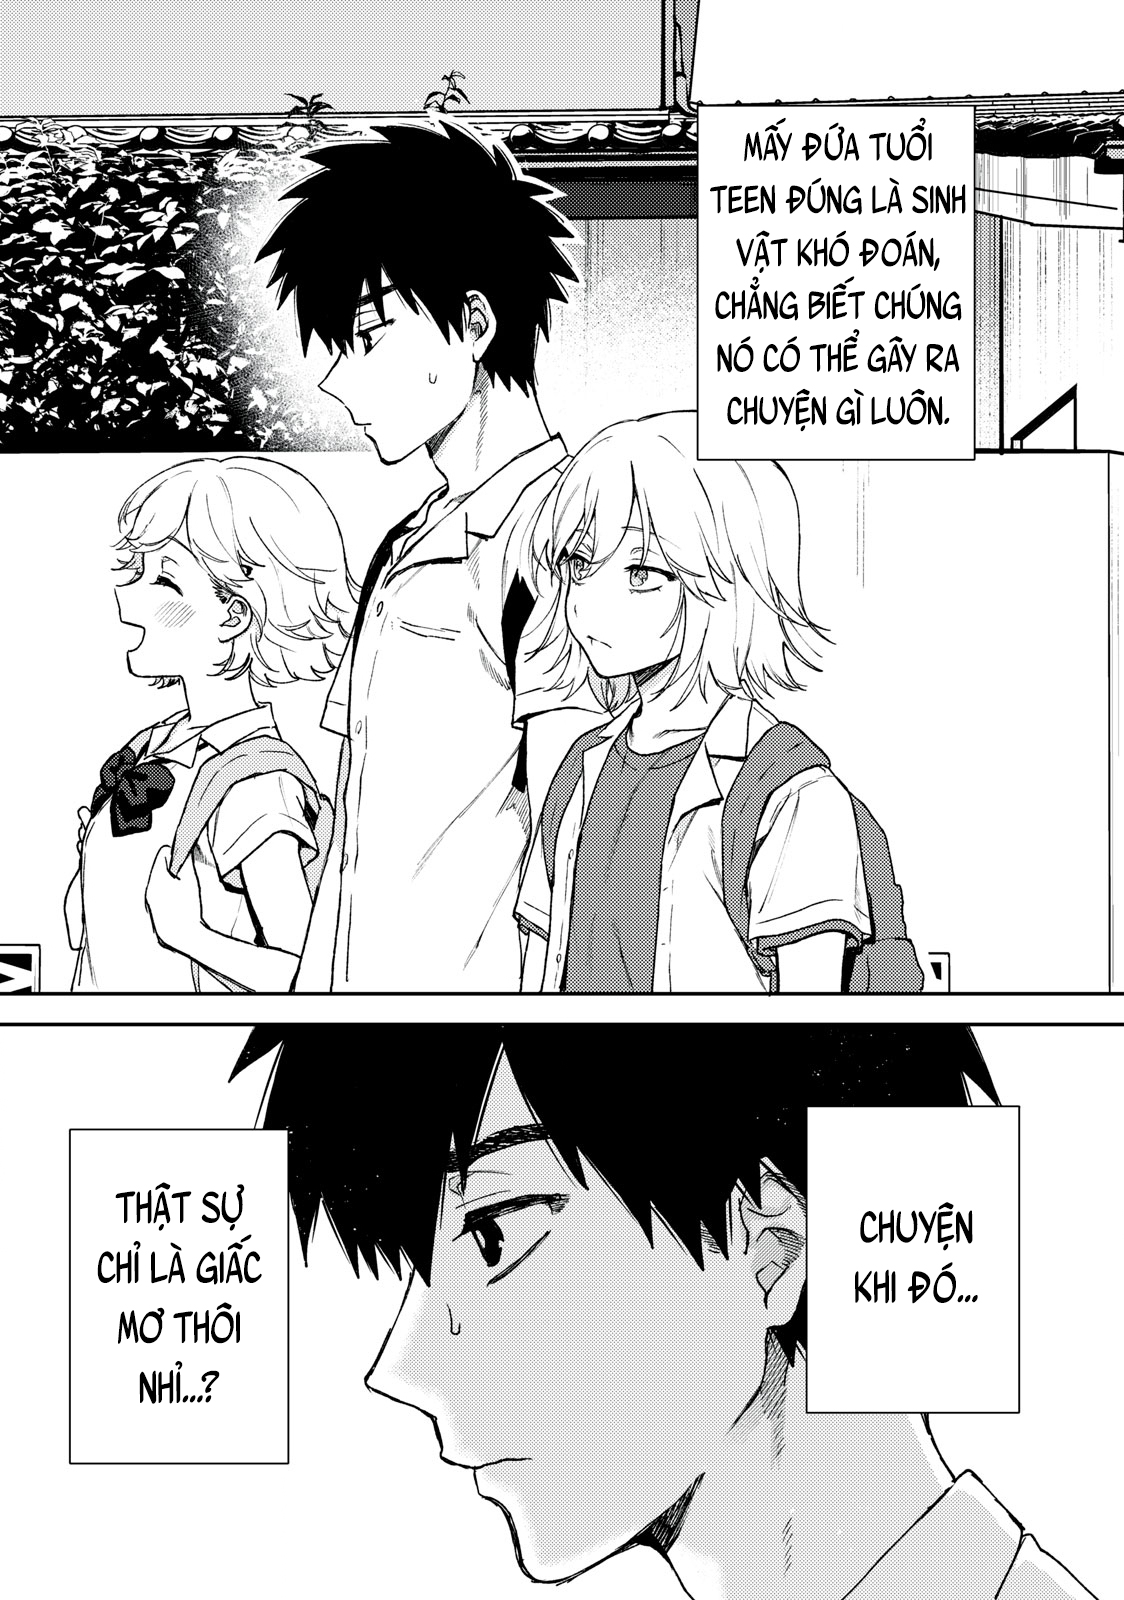 MẤY ĐỨA TUỔI
TEEN ĐÚNG LÀ SINH
VẬT KHÓ ĐOÁN,
CHẲNG BIẾT CHÚNG
NÓ CÓ THỂ GÂY RA
CHUYỆN GÌ LUÔN.
CHUYỆN
KHI ĐÓ...
THẬT SỰ
CHỈ LÀ GIẤC
MƠ THÔI
NHỈ...?